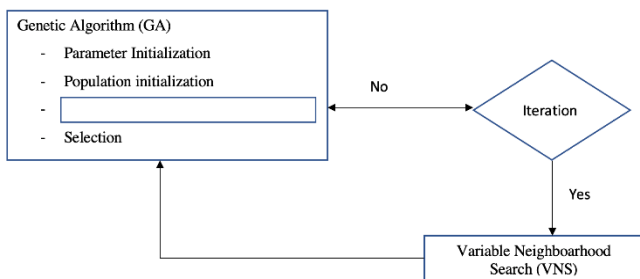 Genetic Algorithm (GA)
- Parameter Initialization
- Population initialization
-
- Selection
No
Iteration
Yes
Variable Neighboarhood
Search (VNS)